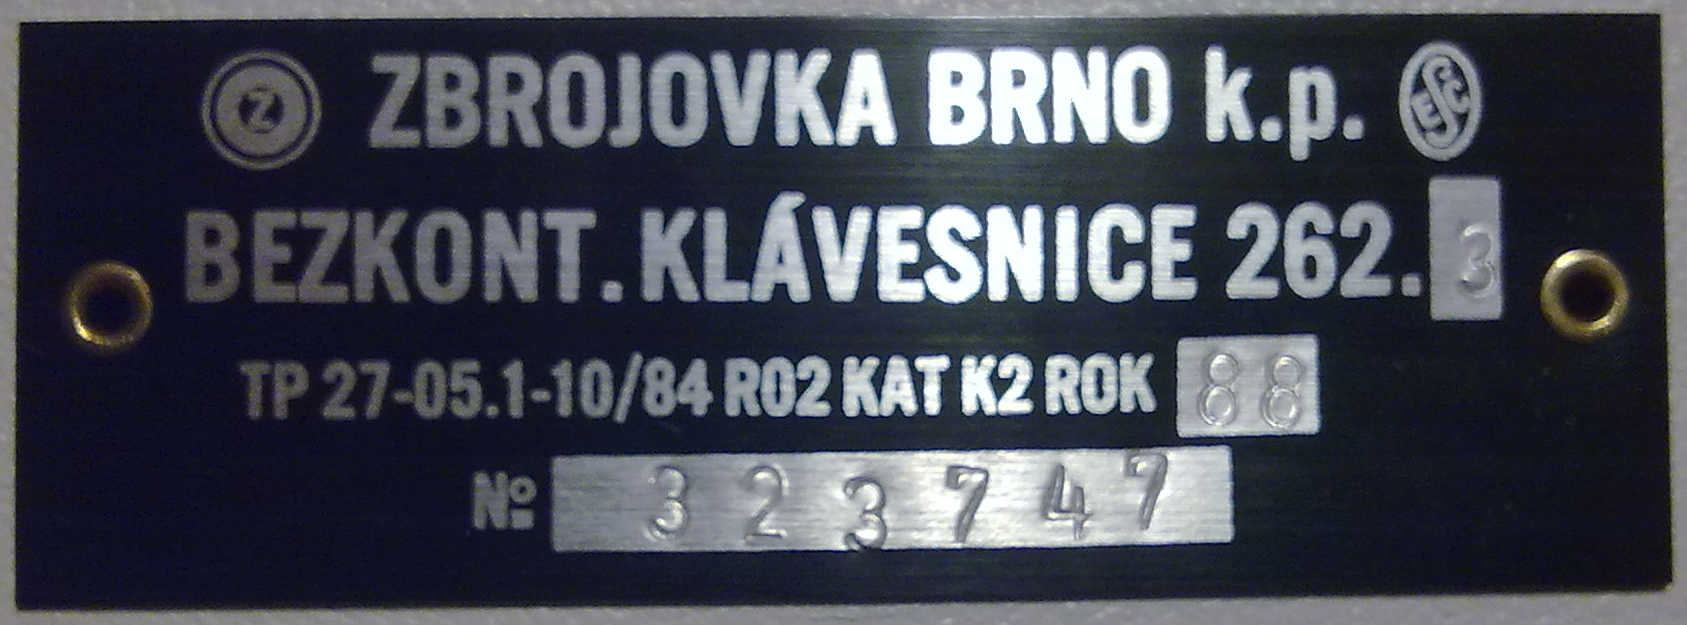 Z ZBROJOVKA BRNO k.p. ESC
BEZKONT. KLÁVESNICE 262.3
TP 27-05.1-10/84 R02 KAT K2 ROK 88
Nº 323747